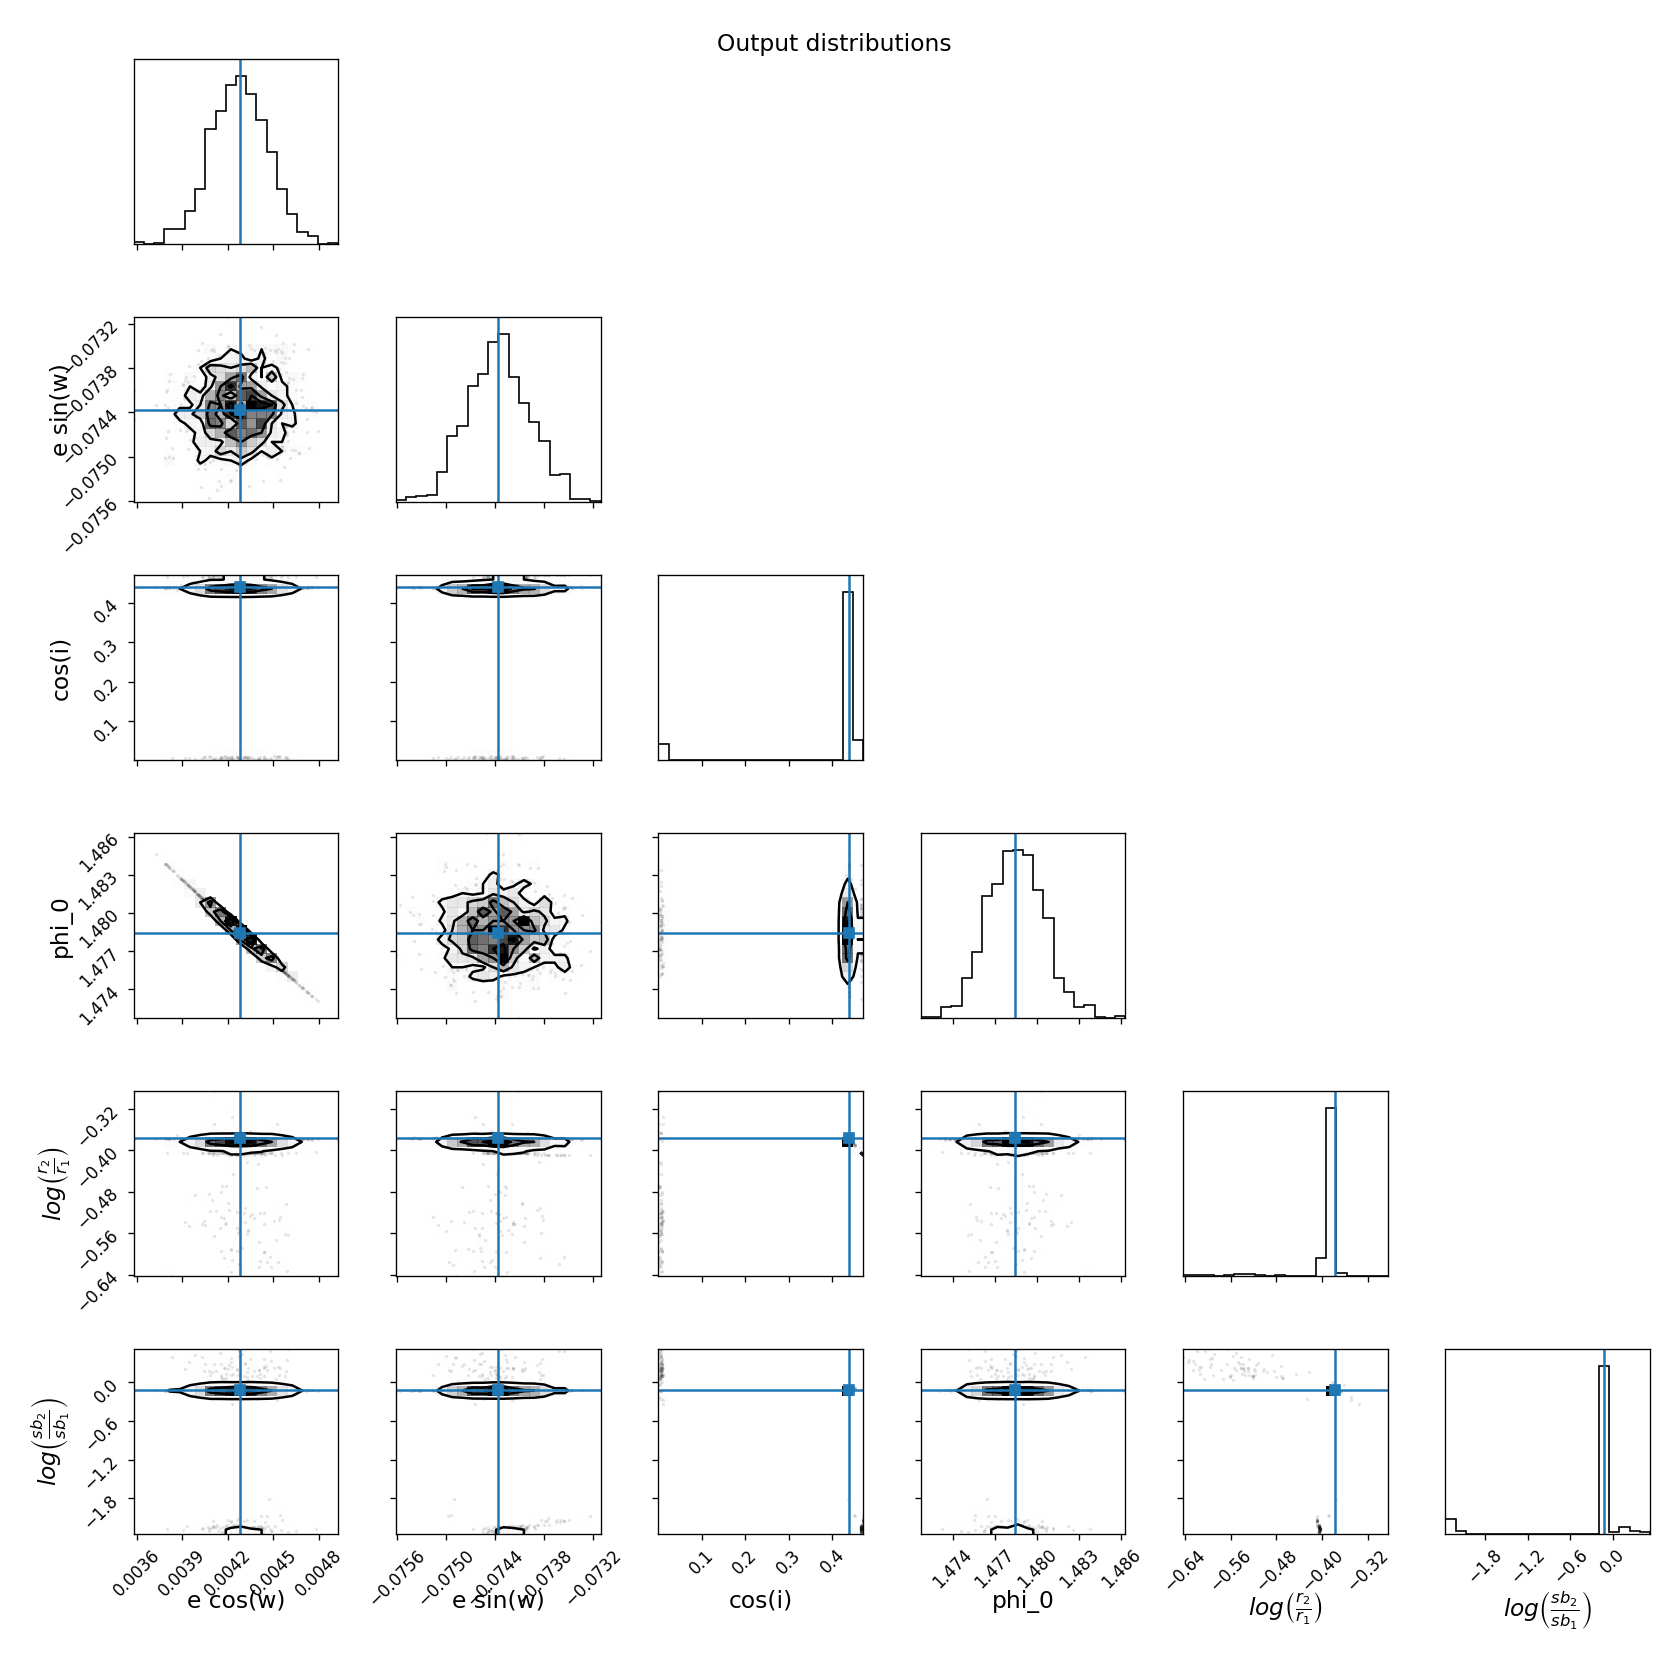 Output distributions
e sin(w)
−0.0732
−0.0738
−0.0744
−0.0750
−0.0756
cos(i)
0.4
0.3
0.2
0.1
phi_0
1.486
1.483
1.480
1.477
1.474
log(r₂/r₁)
−0.32
−0.40
−0.48
−0.56
−0.64
log(sb₂/sb₁)
0.0
−0.6
−1.2
−1.8
0.0036 0.0039 0.0042 0.0045 0.0048
e cos(w)
−0.0756 −0.0750 −0.0744 −0.0738 −0.0732
e sin(w)
0.1 0.2 0.3 0.4
cos(i)
1.474 1.477 1.480 1.483 1.486
phi_0
−0.64 −0.56 −0.48 −0.40 −0.32
log(r₂/r₁)
−1.8 −1.2 −0.6 0.0
log(sb₂/sb₁)